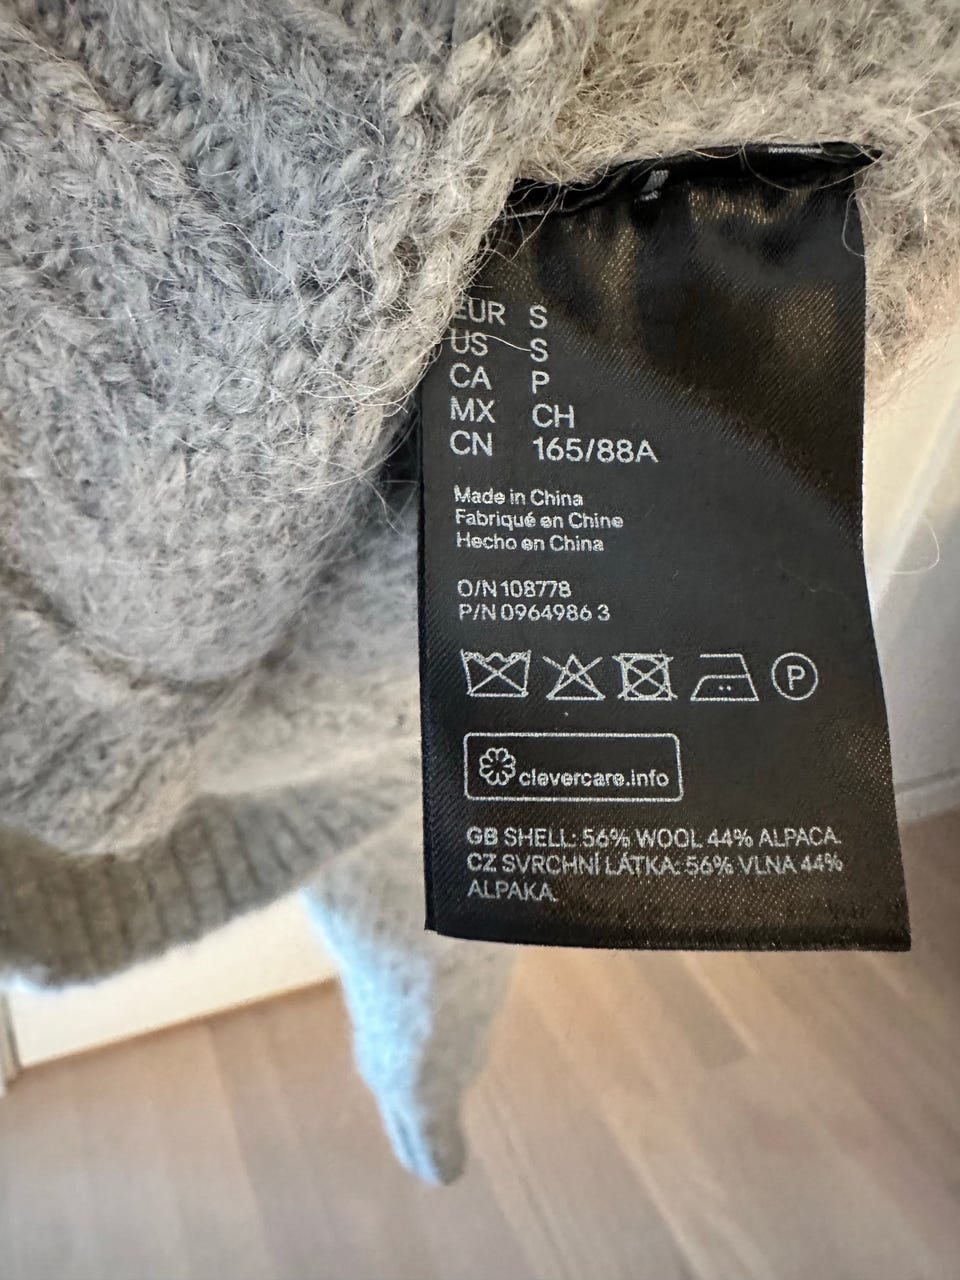 EUR S
US S
CA P
MX CH
CN 165/88A
Made in China
Fabriqué en Chine
Hecho en China
O/N 108778
P/N 0964986 3
P
clevercare.info
GB SHELL: 56% WOOL 44% ALPACA.
CZ SVRCHNÍ LÁTKA: 56% VLNA 44%
ALPAKA.